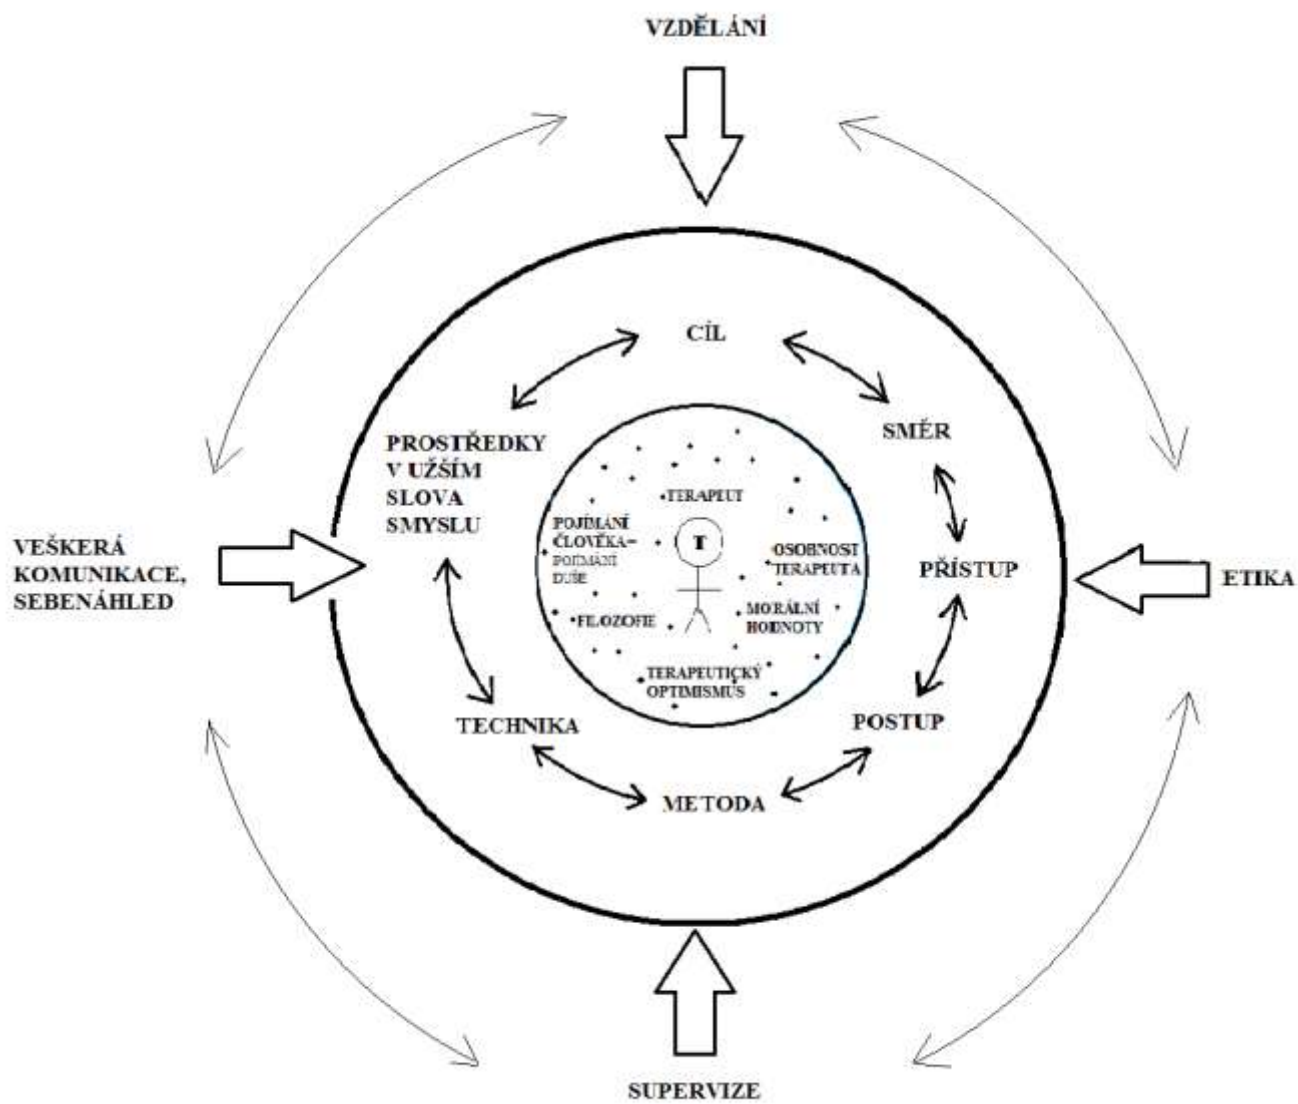 VZDĚLÁNÍ
CÍL
SMĚR
PROSTŘEDKY
V UŽŠÍM
SLOVA
SMYSLU
TERAPEUT
POJÍMÁNÍ
ČLOVĚKA=
POJÍMÁNÍ
DUŠE
T
OSOBNOST
TERAPEUTA
PŘÍSTUP
VEŠKERÁ
KOMUNIKACE,
SEBENÁHLED
ETIKA
FILOZOFIE
MORÁLNÍ
HODNOTY
TERAPEUTICKÝ
OPTIMISMUS
TECHNIKA
POSTUP
METODA
SUPERVIZE